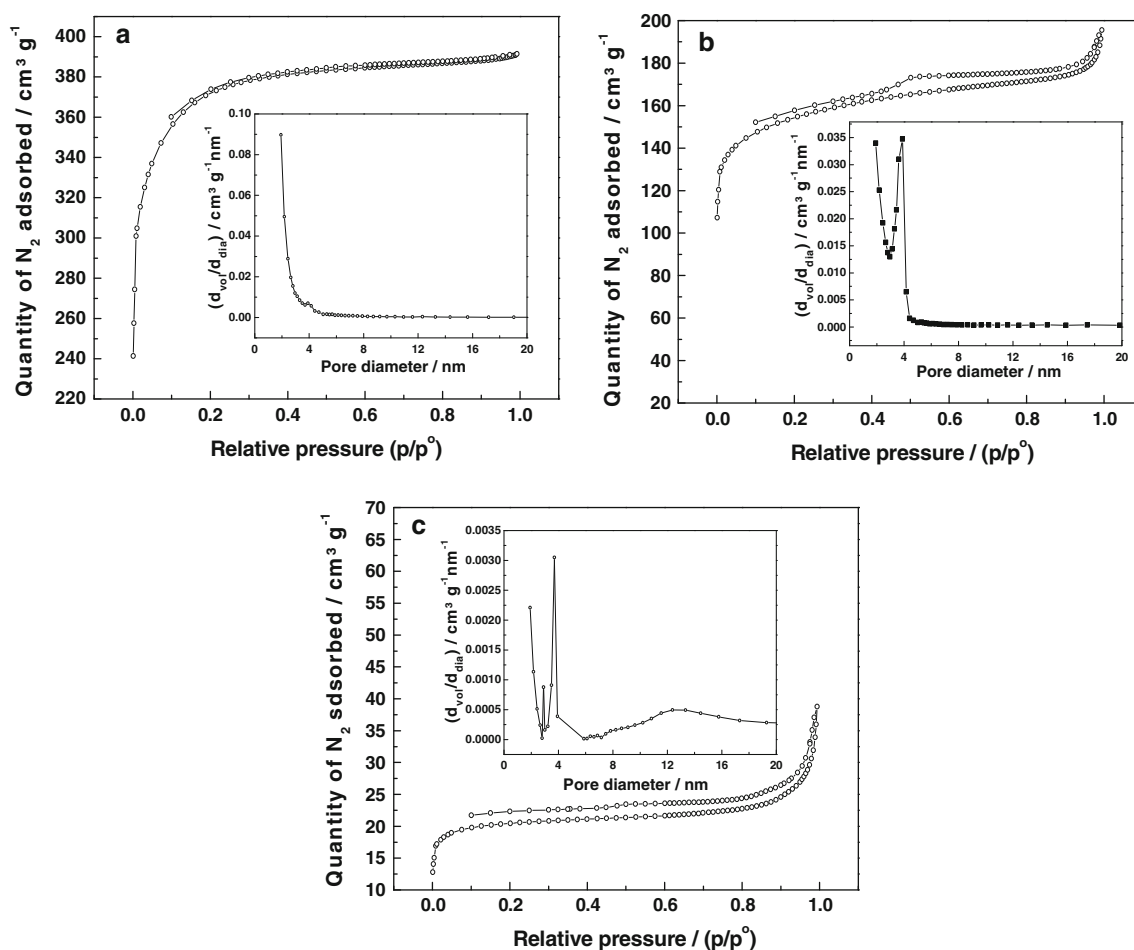 a
Quantity of N2 adsorbed / cm³ g⁻¹
400
380
360
340
320
300
280
260
240
220
0.0 0.2 0.4 0.6 0.8 1.0
Relative pressure (p/p°)
(dvol/ddia) / cm³ g⁻¹nm⁻¹
0.10
0.08
0.06
0.04
0.02
0.00
0 4 8 12 16 20
Pore diameter / nm
b
Quantity of N2 adsorbed / cm³ g⁻¹
200
180
160
140
120
100
80
60
40
20
0.0 0.2 0.4 0.6 0.8 1.0
Relative pressure / (p/p°)
(dvol/ddia) / cm³ g⁻¹nm⁻¹
0.035
0.030
0.025
0.020
0.015
0.010
0.005
0.000
0 4 8 12 16 20
Pore diameter / nm
c
Quantity of N2 sdsorbed / cm³ g⁻¹
70
65
60
55
50
45
40
35
30
25
20
15
10
0.0 0.2 0.4 0.6 0.8 1.0
Relative pressure / (p/p°)
(dvol/ddia) / cm³ g⁻¹nm⁻¹
0.0035
0.0030
0.0025
0.0020
0.0015
0.0010
0.0005
0.0000
0 4 8 12 16 20
Pore diameter / nm